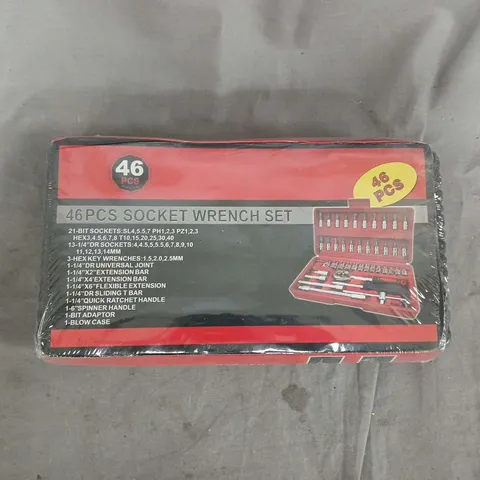 46
PCS
46 PCS SOCKET WRENCH SET
46
PCS
21-BIT SOCKETS:SL4,5.5,7 PH1,2,3 PZ1,2,3
HEX3,4,5,6,7,8 T10,15,20,25,30,40
13-1/4"DR SOCKETS:4,4.5,5,5.5,6,7,8,9,10
11,12,13,14MM
3-HEX KEY WRENCHES:1.5,2.0,2.5MM
1-1/4"DR UNIVERSAL JOINT
1-1/4"X2"EXTENSION BAR
1-1/4"X4"EXTENSION BAR
1-1/4"X6"FLEXIBLE EXTENSION
1-1/4"DR SLIDING T BAR
1-1/4"QUICK RATCHET HANDLE
1-6"SPINNER HANDLE
1-BIT ADAPTOR
1-BLOW CASE